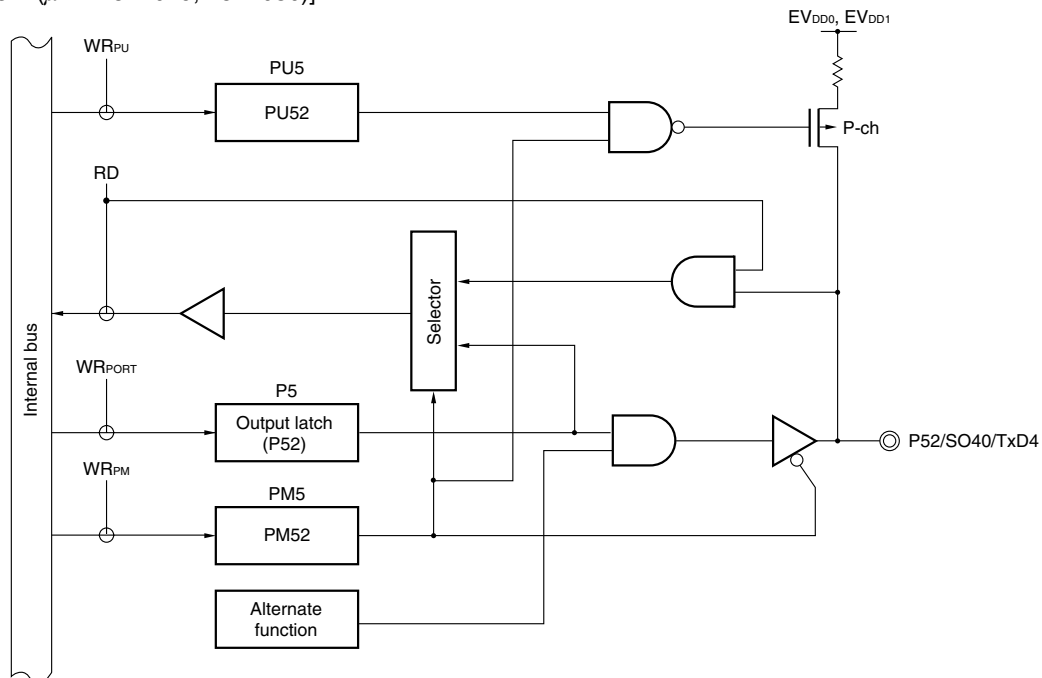 EVDD0, EVDD1
WRPU
PU5
PU52
P-ch
RD
Selector
Internal bus
WRPORT
P5
Output latch
(P52)
P52/SO40/TxD4
WRPM
PM5
PM52
Alternate
function